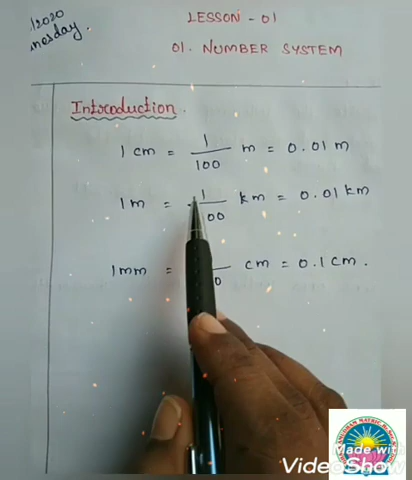 /2020
nesday.
LESSON - 01
01. NUMBER SYSTEM
Introduction.
1 cm = 1/100 m = 0.01 m
1 m = 1/00 km = 0.01 km
1 mm = 0 cm = 0.1 cm.
Made with
VideoShow